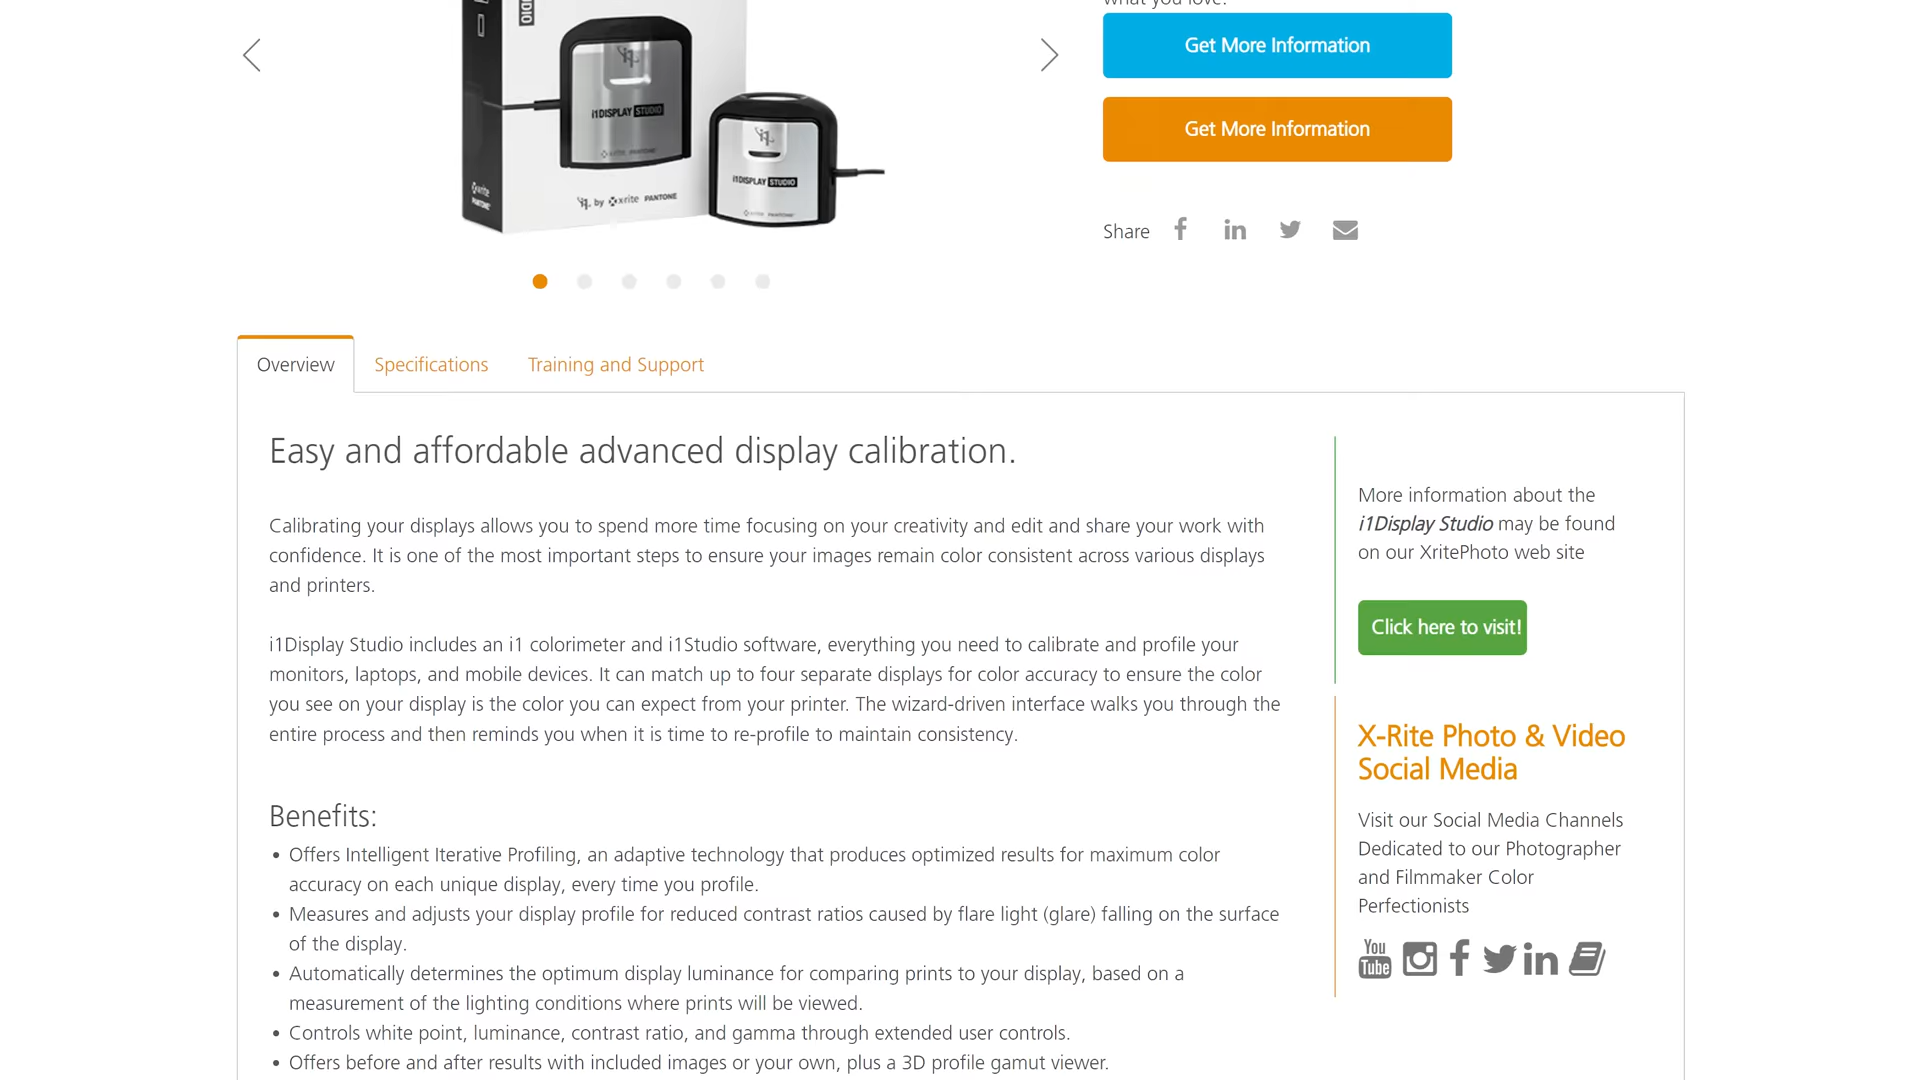 what you love.
Get More Information
Get More Information
i1DISPLAY STUDIO
i1DISPLAY STUDIO
by xrite PANTONE
xrite
PANTONE
Share
Overview
Specifications
Training and Support
Easy and affordable advanced display calibration.
Calibrating your displays allows you to spend more time focusing on your creativity and edit and share your work with
confidence. It is one of the most important steps to ensure your images remain color consistent across various displays
and printers.
i1Display Studio includes an i1 colorimeter and i1Studio software, everything you need to calibrate and profile your
monitors, laptops, and mobile devices. It can match up to four separate displays for color accuracy to ensure the color
you see on your display is the color you can expect from your printer. The wizard-driven interface walks you through the
entire process and then reminds you when it is time to re-profile to maintain consistency.
Benefits:
• Offers Intelligent Iterative Profiling, an adaptive technology that produces optimized results for maximum color
accuracy on each unique display, every time you profile.
• Measures and adjusts your display profile for reduced contrast ratios caused by flare light (glare) falling on the surface
of the display.
• Automatically determines the optimum display luminance for comparing prints to your display, based on a
measurement of the lighting conditions where prints will be viewed.
• Controls white point, luminance, contrast ratio, and gamma through extended user controls.
• Offers before and after results with included images or your own, plus a 3D profile gamut viewer.
More information about the
i1Display Studio may be found
on our XritePhoto web site
Click here to visit!
X-Rite Photo & Video
Social Media
Visit our Social Media Channels
Dedicated to our Photographer
and Filmmaker Color
Perfectionists
You
Tube